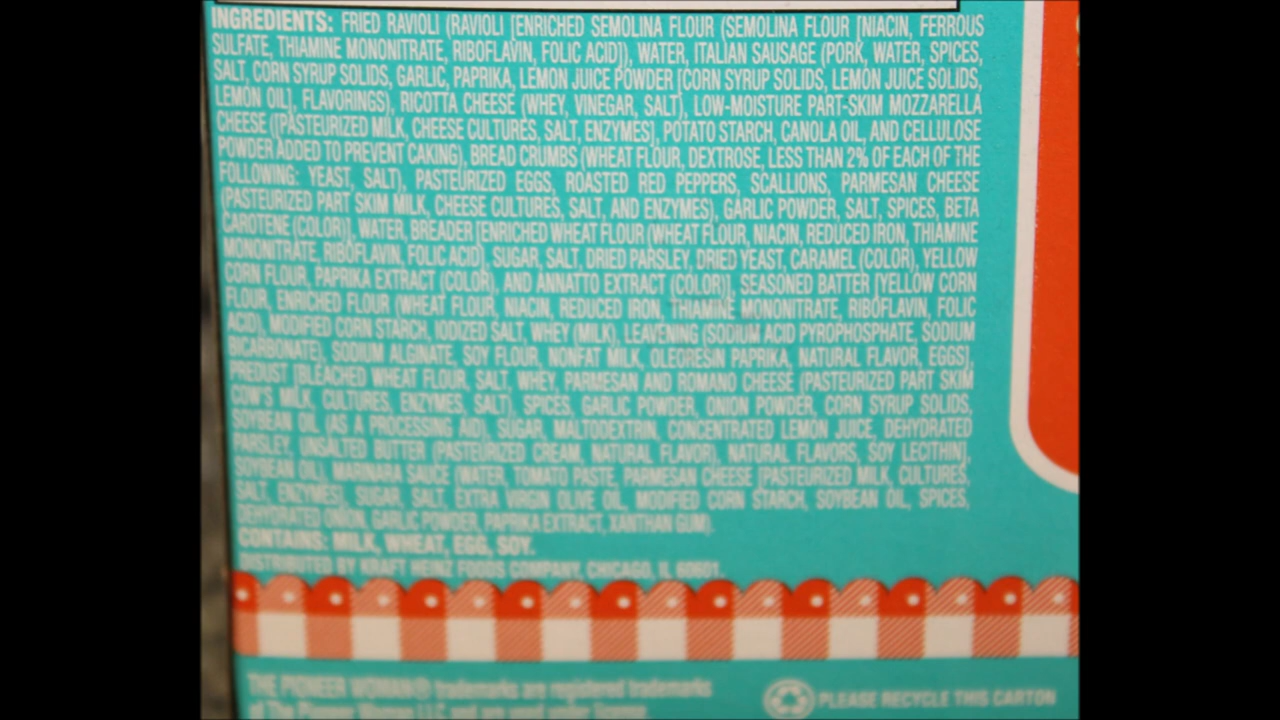 INGREDIENTS: FRIED RAVIOLI (RAVIOLI [ENRICHED SEMOLINA FLOUR (SEMOLINA FLOUR [NIACIN, FERROUS
SULFATE, THIAMINE MONONITRATE, RIBOFLAVIN, FOLIC ACID]), WATER, ITALIAN SAUSAGE (PORK, WATER, SPICES,
SALT, CORN SYRUP SOLIDS, GARLIC, PAPRIKA, LEMON JUICE POWDER [CORN SYRUP SOLIDS, LEMON JUICE SOLIDS,
LEMON OIL], FLAVORINGS), RICOTTA CHEESE (WHEY, VINEGAR, SALT), LOW-MOISTURE PART-SKIM MOZZARELLA
CHEESE ([PASTEURIZED MILK, CHEESE CULTURES, SALT, ENZYMES], POTATO STARCH, CANOLA OIL, AND CELLULOSE
POWDER ADDED TO PREVENT CAKING), BREAD CRUMBS (WHEAT FLOUR, DEXTROSE, LESS THAN 2% OF EACH OF THE
FOLLOWING: YEAST, SALT), PASTEURIZED EGGS, ROASTED RED PEPPERS, SCALLIONS, PARMESAN CHEESE
(PASTEURIZED PART SKIM MILK, CHEESE CULTURES, SALT, AND ENZYMES), GARLIC POWDER, SALT, SPICES, BETA
CAROTENE (COLOR)], WATER, BREADER [ENRICHED WHEAT FLOUR (WHEAT FLOUR, NIACIN, REDUCED IRON, THIAMINE
MONONITRATE, RIBOFLAVIN, FOLIC ACID), SUGAR, SALT, DRIED PARSLEY, DRIED YEAST, CARAMEL (COLOR), YELLOW
CORN FLOUR, PAPRIKA EXTRACT (COLOR), AND ANNATTO EXTRACT (COLOR)], SEASONED BATTER [YELLOW CORN
FLOUR, ENRICHED FLOUR (WHEAT FLOUR, NIACIN, REDUCED IRON, THIAMINE MONONITRATE, RIBOFLAVIN, FOLIC
ACID), MODIFIED CORN STARCH, IODIZED SALT, WHEY (MILK), LEAVENING (SODIUM ACID PYROPHOSPHATE, SODIUM
BICARBONATE), SODIUM ALGINATE, SOY FLOUR, NONFAT MILK, OLEORESIN PAPRIKA, NATURAL FLAVOR, EGGS],
PREDUST [BLEACHED WHEAT FLOUR, SALT, WHEY, PARMESAN AND ROMANO CHEESE (PASTEURIZED PART SKIM
COW'S MILK, CULTURES, ENZYMES, SALT), SPICES, GARLIC POWDER, ONION POWDER, CORN SYRUP SOLIDS,
SOYBEAN OIL (AS A PROCESSING AID), SUGAR, MALTODEXTRIN, CONCENTRATED LEMON JUICE, DEHYDRATED
PARSLEY, UNSALTED BUTTER (PASTEURIZED CREAM, NATURAL FLAVOR), NATURAL FLAVORS, SOY LECITHIN],
SOYBEAN OIL), MARINARA SAUCE (WATER, TOMATO PASTE, PARMESAN CHEESE [PASTEURIZED MILK, CULTURES,
SALT, ENZYMES], SUGAR, SALT, EXTRA VIRGIN OLIVE OIL, MODIFIED CORN STARCH, SOYBEAN OIL, SPICES,
DEHYDRATED ONION, GARLIC POWDER, PAPRIKA EXTRACT, XANTHAN GUM).
CONTAINS: MILK, WHEAT, EGG, SOY.
DISTRIBUTED BY KRAFT HEINZ FOODS COMPANY, CHICAGO, IL 60601.
THE PIONEER WOMAN® trademarks are registered trademarks
of The Pioneer Woman LLC and are used under license.
PLEASE RECYCLE THIS CARTON